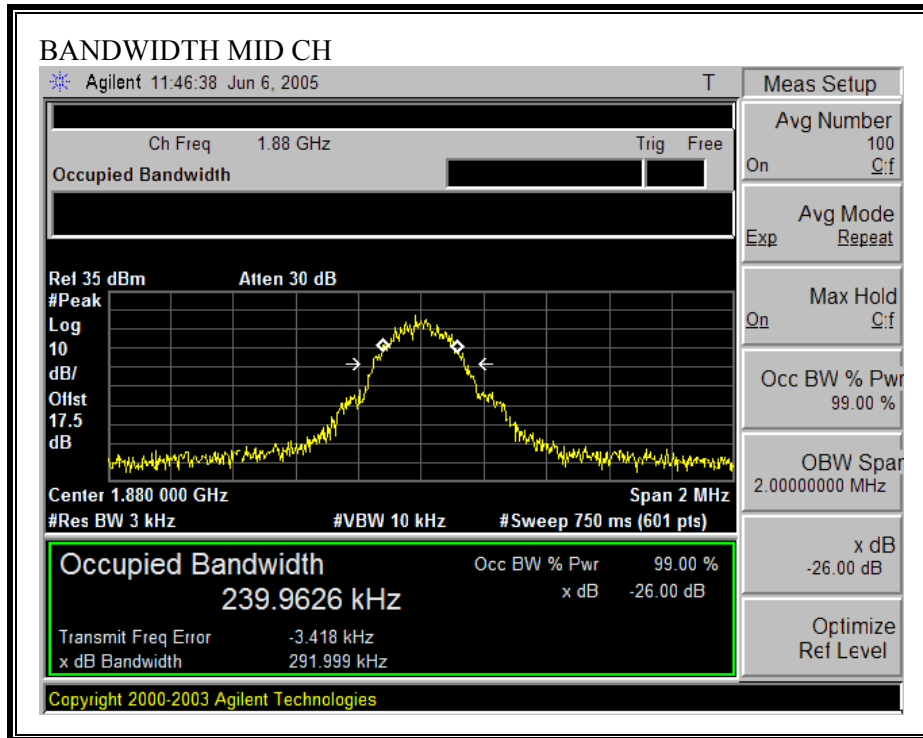 BANDWIDTH MID CH
Agilent 11:46:38 Jun 6, 2005 T
Ch Freq 1.88 GHz Trig Free
Occupied Bandwidth
Ref 35 dBm Atten 30 dB
#Peak
Log
10
dB/
Offst
17.5
dB
Center 1.880 000 GHz Span 2 MHz
#Res BW 3 kHz #VBW 10 kHz #Sweep 750 ms (601 pts)
Occupied Bandwidth
239.9626 kHz
Occ BW % Pwr 99.00 %
x dB -26.00 dB
Transmit Freq Error -3.418 kHz
x dB Bandwidth 291.999 kHz
Copyright 2000-2003 Agilent Technologies
Meas Setup
Avg Number
100
On Off
Avg Mode
Exp Repeat
Max Hold
On Off
Occ BW % Pwr
99.00 %
OBW Span
2.00000000 MHz
x dB
-26.00 dB
Optimize
Ref Level